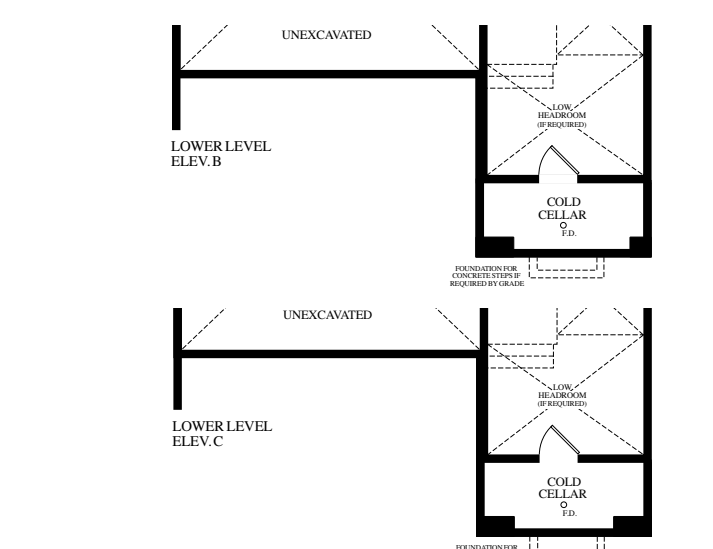 UNEXCAVATED
LOW
HEADROOM
(IF REQUIRED)
LOWER LEVEL
ELEV. B
COLD
CELLAR
F.D.
FOUNDATION FOR
CONCRETE STEPS IF
REQUIRED BY GRADE
UNEXCAVATED
LOW
HEADROOM
(IF REQUIRED)
LOWER LEVEL
ELEV. C
COLD
CELLAR
F.D.
FOUNDATION FOR